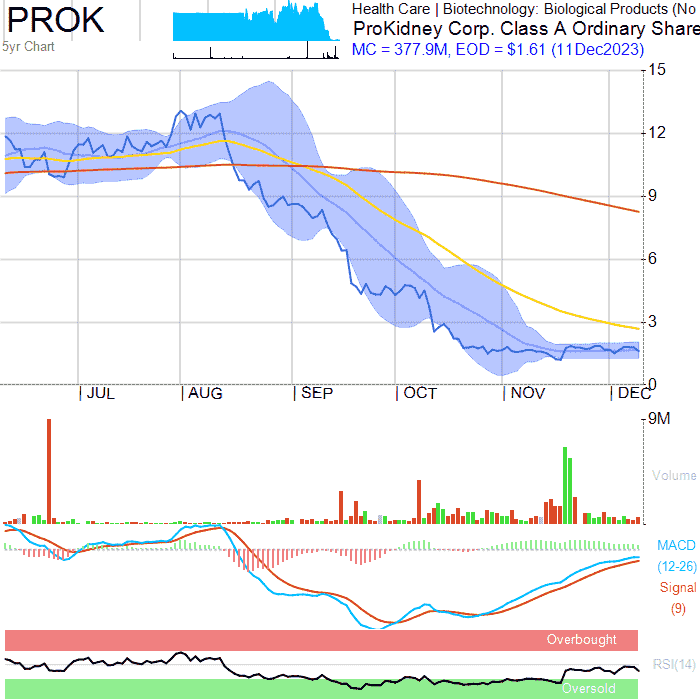 PROK
5yr Chart
Health Care | Biotechnology: Biological Products (No
ProKidney Corp. Class A Ordinary Share
MC = 377.9M, EOD = $1.61 (11Dec2023)
15
12
9
6
3
0
JUL AUG SEP OCT NOV DEC
9M
Volume
MACD
(12-26)
Signal
(9)
Overbought
RSI(14)
Oversold